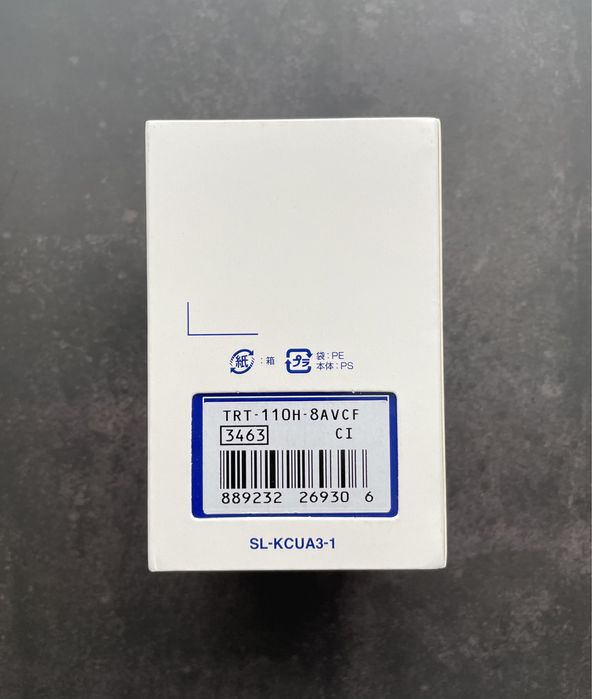 紙 : 箱
プラ 袋 : PE
本体 : PS
TRT-110H-8AVCF
3463 CI
889232 26930 6
SL-KCUA3-1